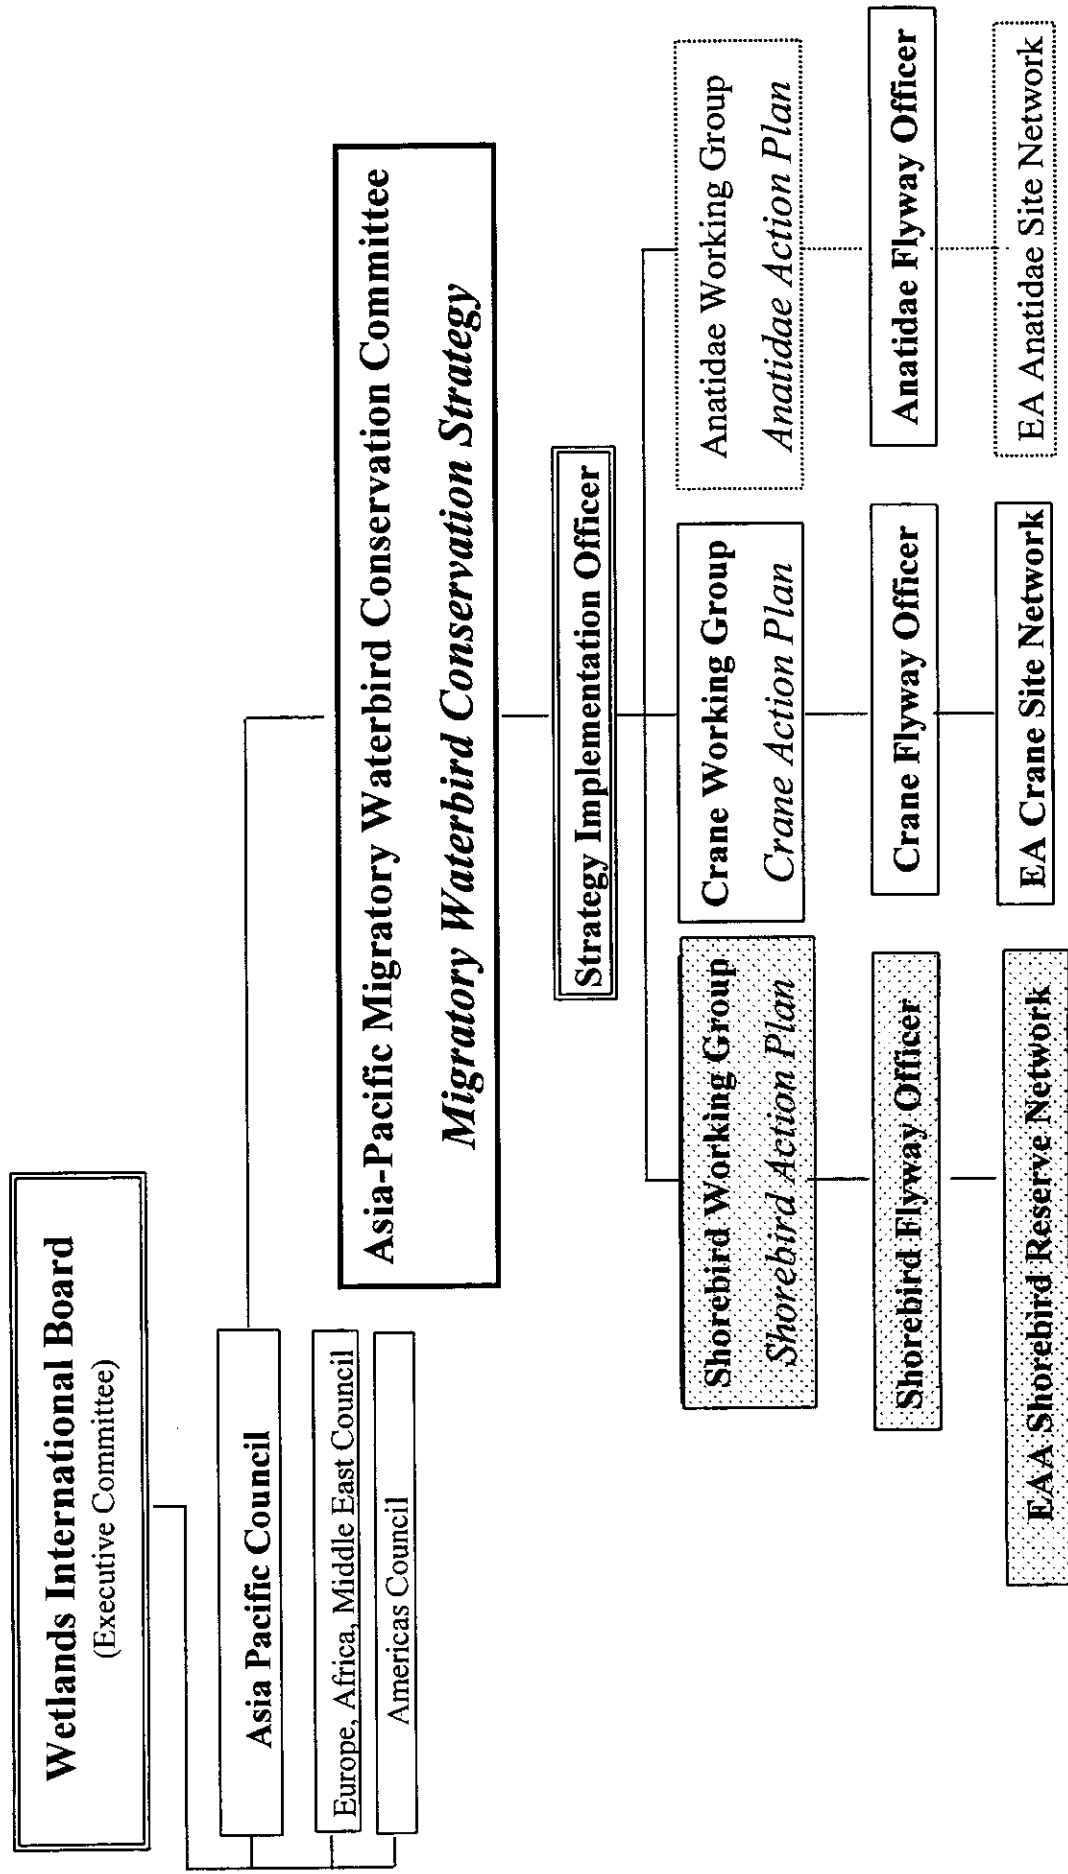 Wetlands International Board
(Executive Committee)
Asia Pacific Council
Europe, Africa, Middle East Council
Americas Council
Asia-Pacific Migratory Waterbird Conservation Committee
Migratory Waterbird Conservation Strategy
Strategy Implementation Officer
Shorebird Working Group
Shorebird Action Plan
Crane Working Group
Crane Action Plan
Anatidae Working Group
Anatidae Action Plan
Shorebird Flyway Officer
Crane Flyway Officer
Anatidae Flyway Officer
EAA Shorebird Reserve Network
EA Crane Site Network
EA Anatidae Site Network